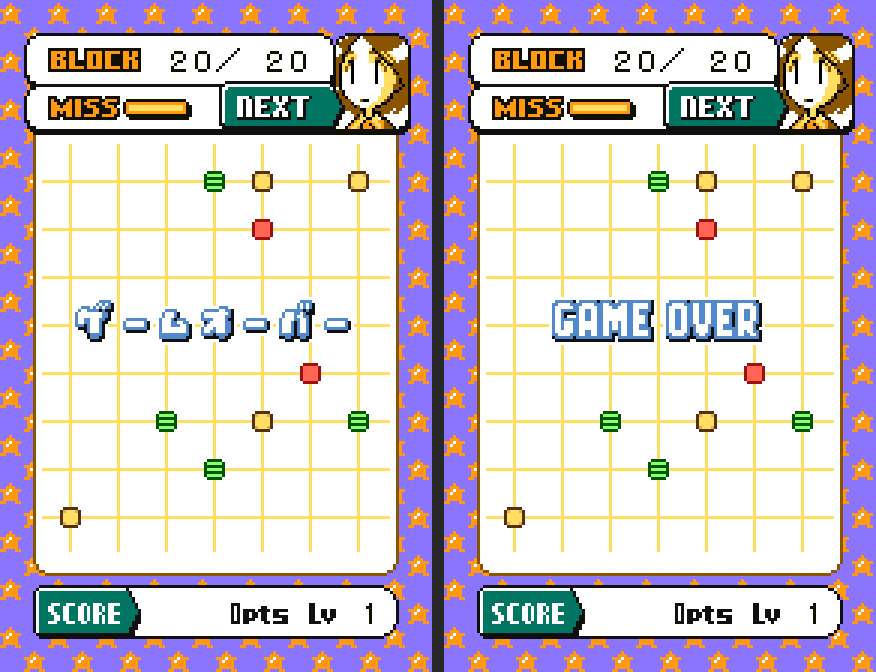 BLOCK 20/ 20
MISS NEXT
ゲームオーバー
SCORE 0pts Lv 1
BLOCK 20/ 20
MISS NEXT
GAME OVER
SCORE 0pts Lv 1